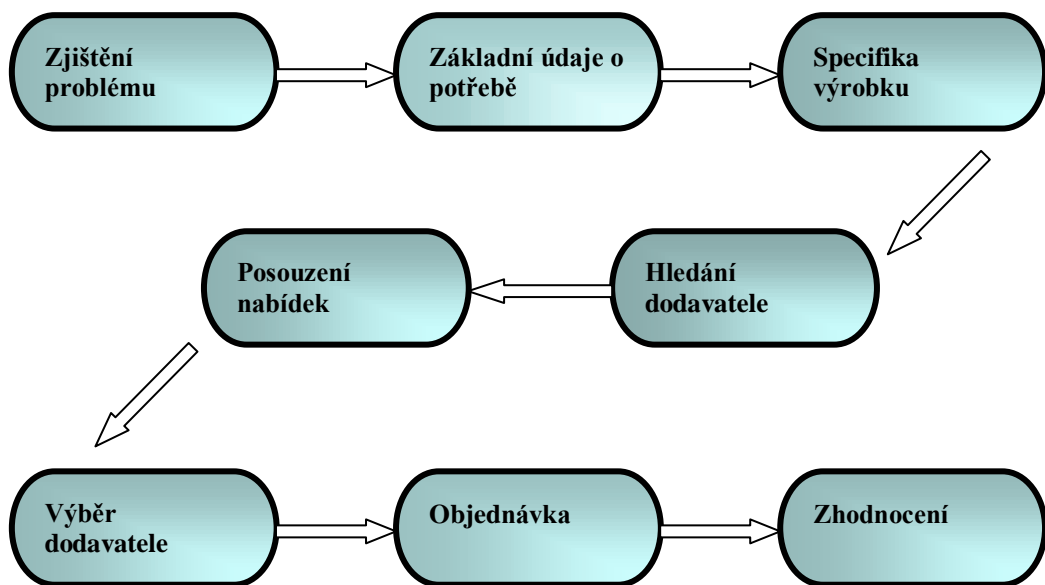 Zjištění
problému
Základní údaje o
potřebě
Specifika
výrobku
Hledání
dodavatele
Posouzení
nabídek
Výběr
dodavatele
Objednávka
Zhodnocení